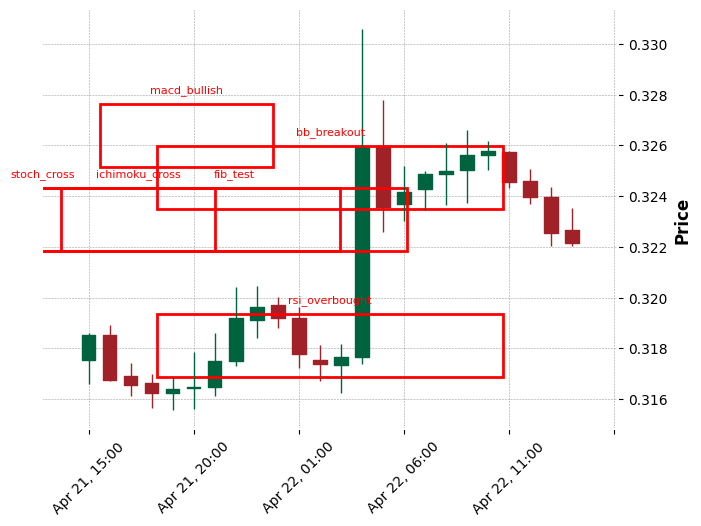 0.330
macd_bullish
0.328
bb_breakout
0.326
stoch_cross ichimoku_cross fib_test
0.324
0.322
Price
rsi_overbought
0.320
0.318
0.316
Apr 21, 15:00
Apr 21, 20:00
Apr 22, 01:00
Apr 22, 06:00
Apr 22, 11:00